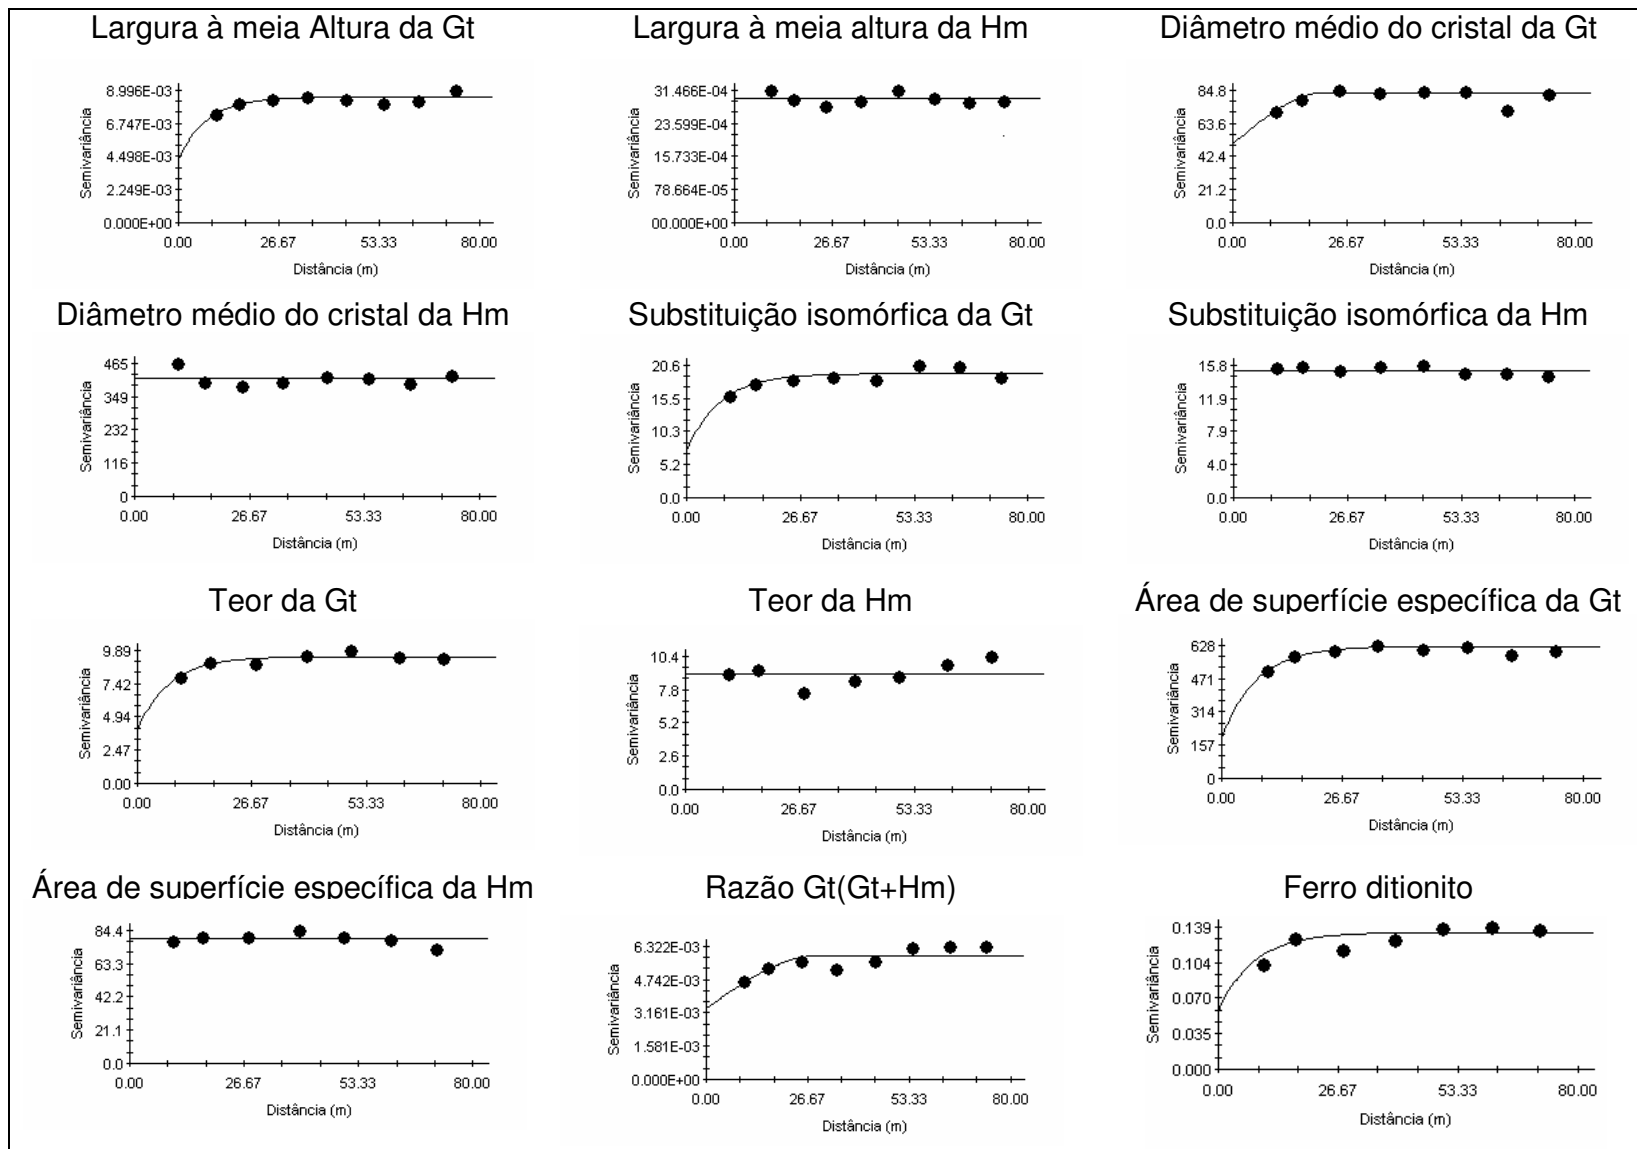 Largura à meia Altura da Gt
Largura à meia altura da Hm
Diâmetro médio do cristal da Gt
Semivariância
8.996E-03
6.747E-03
4.498E-03
2.249E-03
0.000E+00
0.00 26.67 53.33 80.00
Distância (m)
Semivariância
31.466E-04
23.599E-04
15.733E-04
78.664E-05
00.000E+00
0.00 26.67 53.33 80.00
Distância (m)
Semivariância
84.8
63.6
42.4
21.2
0.0
0.00 26.67 53.33 80.00
Distância (m)
Diâmetro médio do cristal da Hm
Substituição isomórfica da Gt
Substituição isomórfica da Hm
Semivariância
465
349
232
116
0
0.00 26.67 53.33 80.00
Distância (m)
Semivariância
20.6
15.5
10.3
5.2
0.0
0.00 26.67 53.33 80.00
Distância (m)
Semivariância
15.8
11.9
7.9
4.0
0.0
0.00 26.67 53.33 80.00
Distância (m)
Teor da Gt
Teor da Hm
Área de superfície específica da Gt
Semivariância
9.89
7.42
4.94
2.47
0.00
0.00 26.67 53.33 80.00
Distância (m)
Semivariância
10.4
7.8
5.2
2.6
0.0
0.00 26.67 53.33 80.00
Distância (m)
Semivariância
628
471
314
157
0
0.00 26.67 53.33 80.00
Distância (m)
Área de superfície específica da Hm
Razão Gt(Gt+Hm)
Ferro ditionito
Semivariância
84.4
63.3
42.2
21.1
0.0
0.00 26.67 53.33 80.00
Distância (m)
Semivariância
6.322E-03
4.742E-03
3.161E-03
1.581E-03
0.000E+00
0.00 26.67 53.33 80.00
Distância (m)
Semivariância
0.139
0.104
0.070
0.035
0.000
0.00 26.67 53.33 80.00
Distância (m)